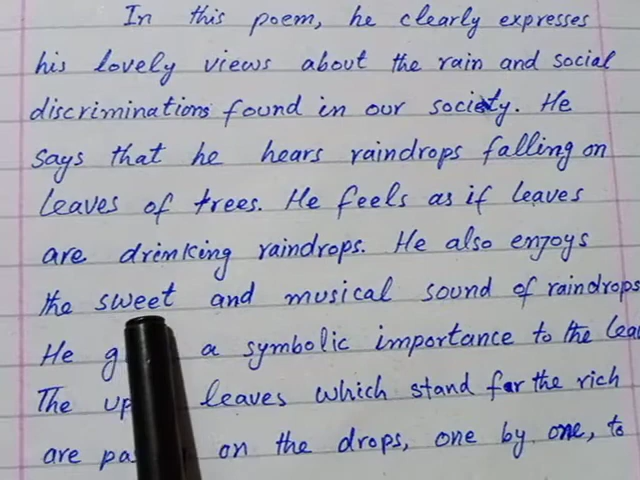 In this poem, he clearly expresses
his lovely views about the rain and social
discriminations found in our society. He
says that he hears raindrops falling on
leaves of trees. He feels as if leaves
are drinking raindrops. He also enjoys
the sweet and musical sound of raindrops
He a symbolic importance to the
The leaves which stand for the rich
are on the drops, one by one, to